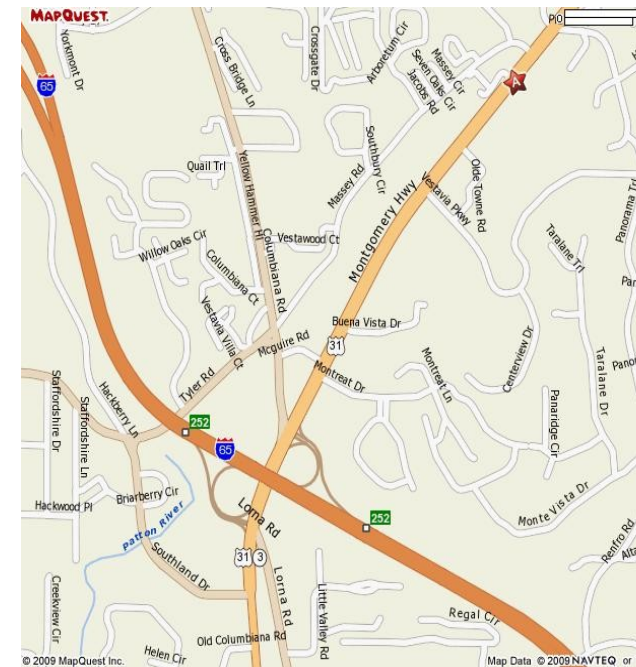 MAPQUEST.
P|0
Yorkmont Dr
Cross Bridge Ln
Crossgate Dr
Arboretum Cir
Massey Cir
Seven Oaks Cir
Jacobs Rd
A
65
Quail Trl
Yellow Hammer Hl
Massey Rd
Southbury Cir
Montgomery Hwy
Vestavia Pkwy
Olde Towne Rd
Panorama Trl
Taralane Trl
Willow Oaks Cir
Columbiana Rd
Vestawood Ct
Columbiana Ct
Vestavia Villa Ct
Buena Vista Dr
31
Mcguire Rd
Montreat Dr
Montreat Ln
Centerview Dr
Taralane Dr
Tyler Rd
Hackberry Ln
Staffordshire Dr
Staffordshire Ln
252
65
Panaridge Cir
Briarberry Cir
Hackwood Pl
Patton River
Lorna Rd
252
Monte Vista Dr
Renfro Rd
Southland Dr
31
3
Lorna Rd
Little Valley Rd
Creekview Cir
Regal Cir
Old Columbiana Rd
Helen Cir
© 2009 MapQuest Inc.
Map Data © 2009 NAVTEQ or